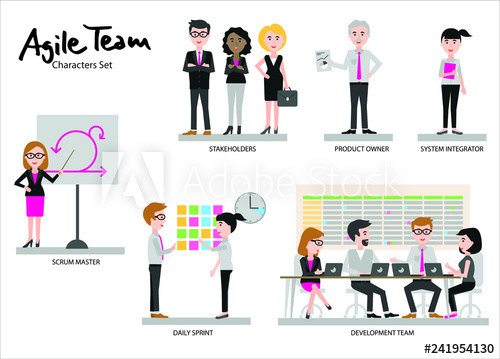 Agile Team
Characters Set
STAKEHOLDERS
PRODUCT OWNER
SYSTEM INTEGRATOR
SCRUM MASTER
DAILY SPRINT
DEVELOPMENT TEAM
Adobe Stock
#241954130